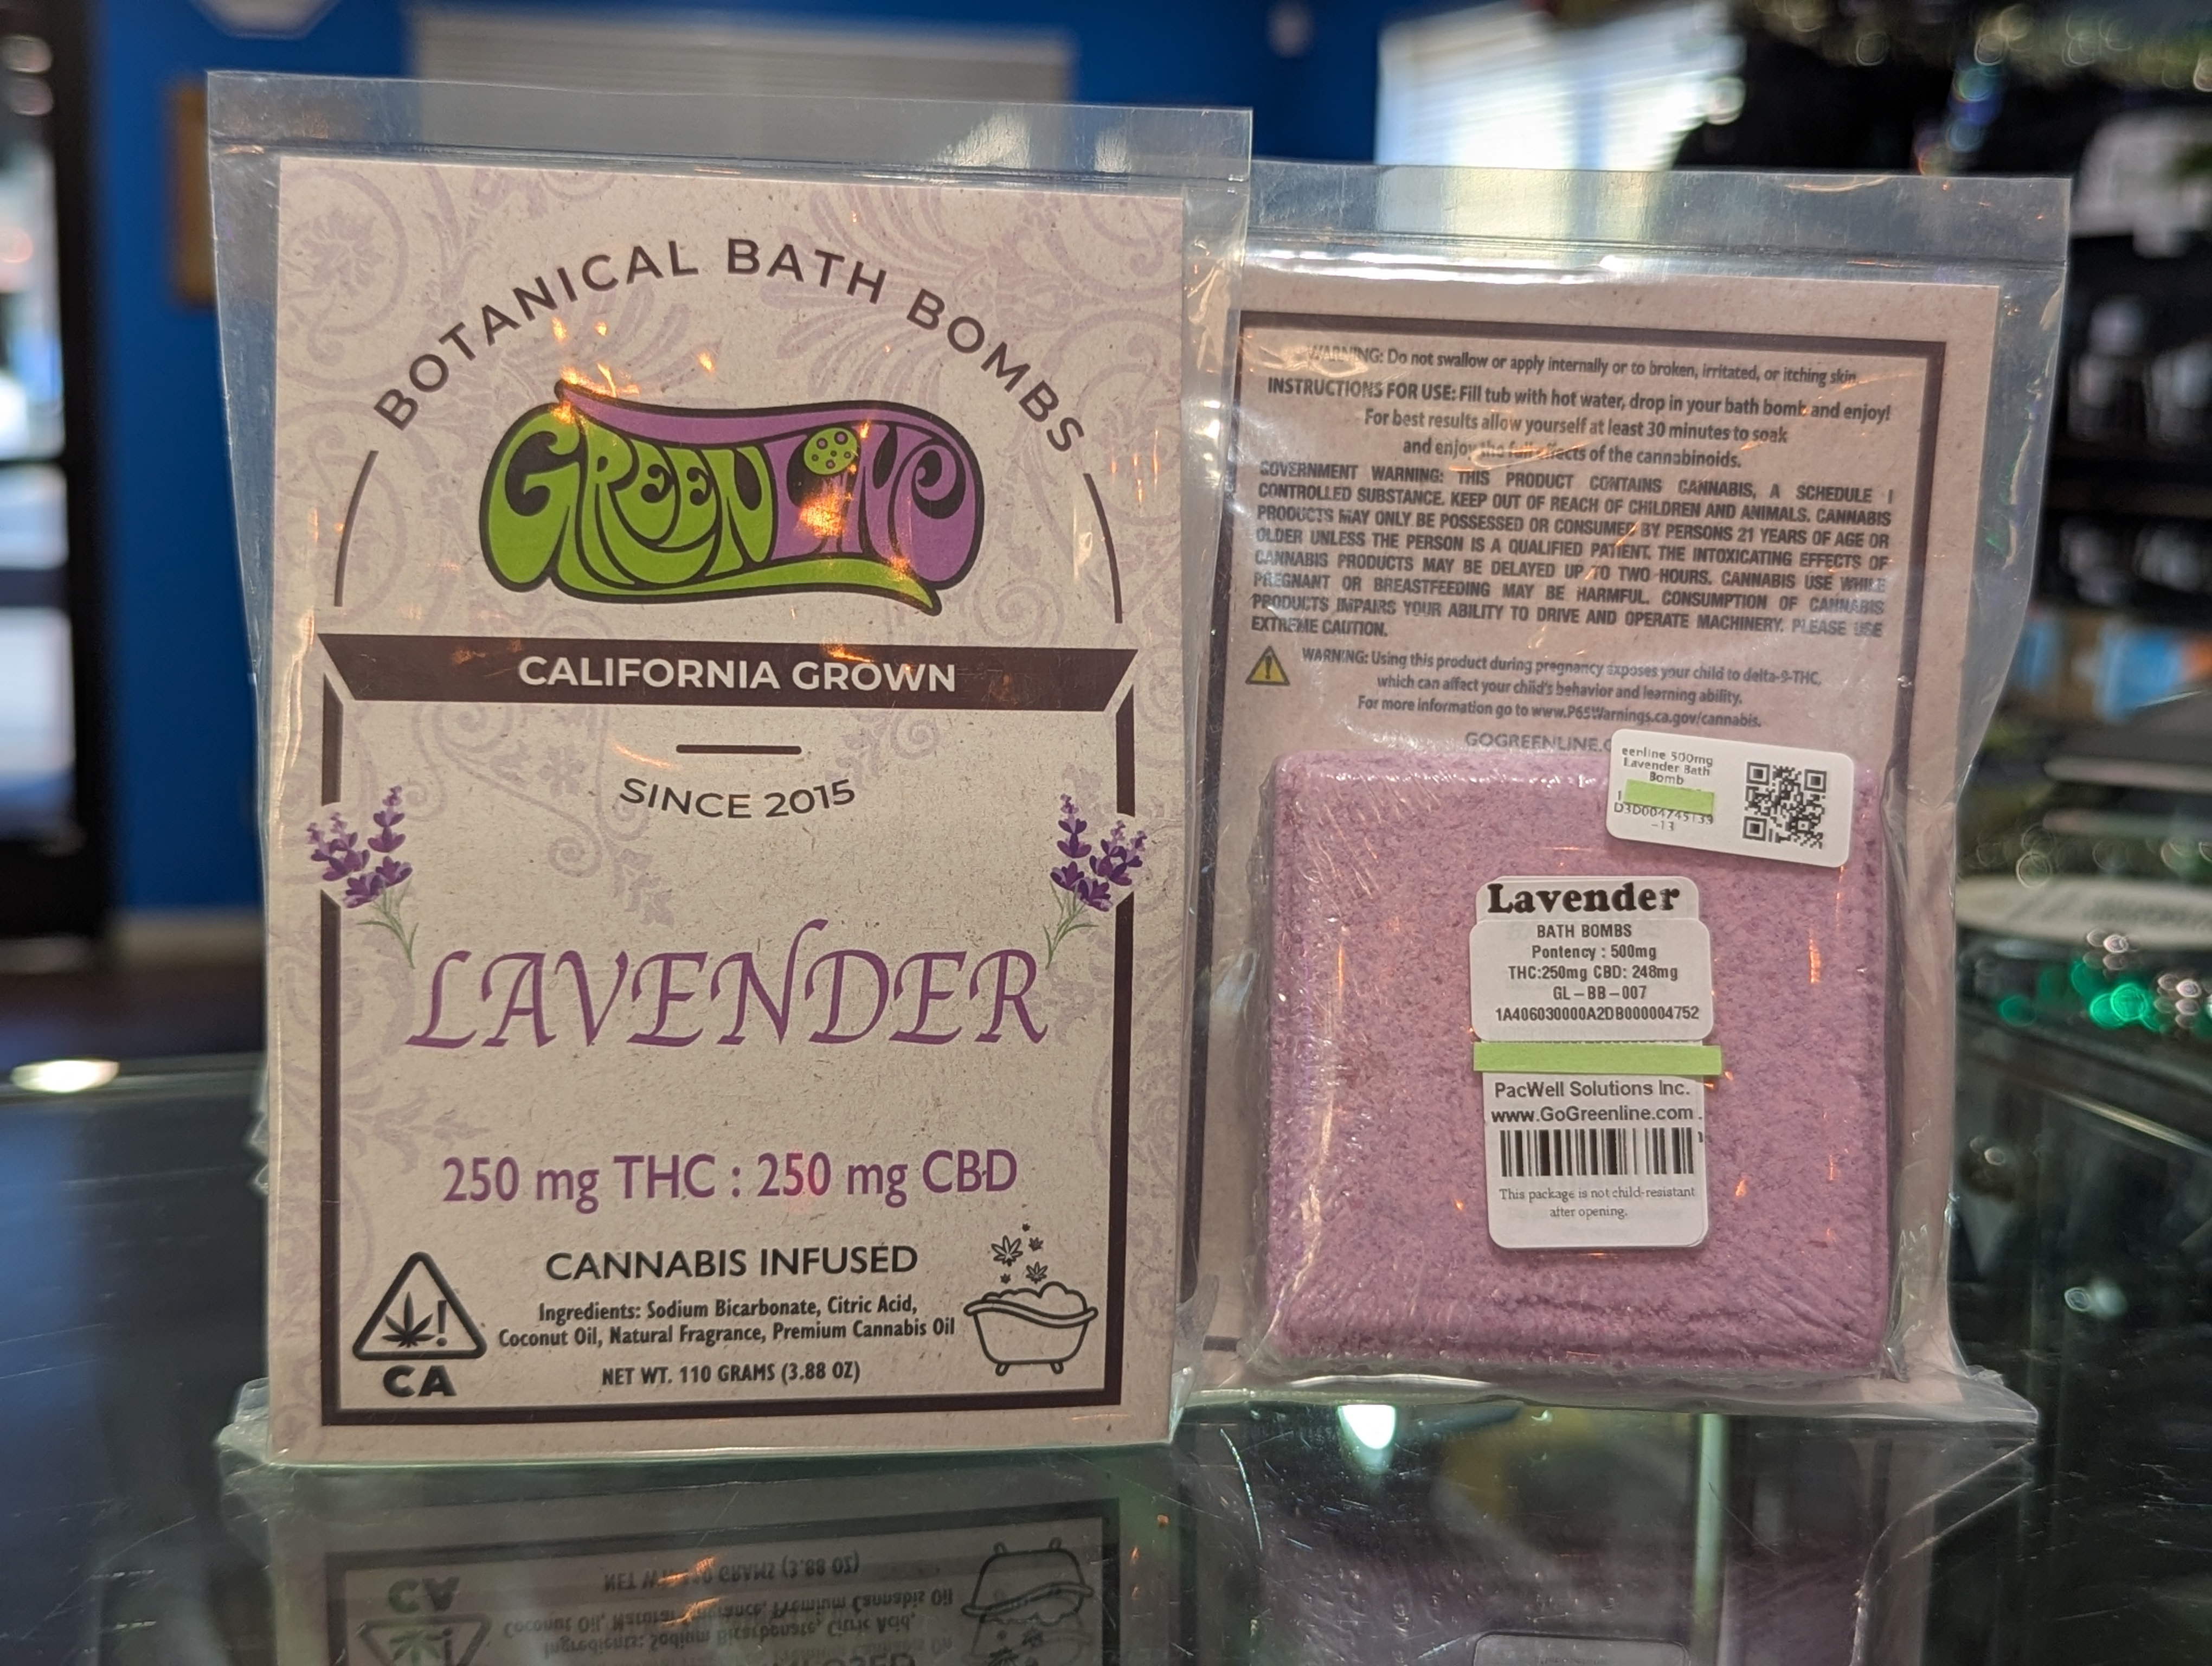 BOTANICAL BATH BOMBS
GREENLINE
CALIFORNIA GROWN
SINCE 2015
LAVENDER
250 mg THC : 250 mg CBD
CANNABIS INFUSED
Ingredients: Sodium Bicarbonate, Citric Acid,
Coconut Oil, Natural Fragrance, Premium Cannabis Oil
NET WT. 110 GRAMS (3.88 OZ)
CA
WARNING: Do not swallow or apply internally or to broken, irritated, or itching skin
INSTRUCTIONS FOR USE: Fill tub with hot water, drop in your bath bomb and enjoy!
For best results allow yourself at least 30 minutes to soak
and enjoy the full effects of the cannabinoids.
GOVERNMENT WARNING: THIS PRODUCT CONTAINS CANNABIS, A SCHEDULE I
CONTROLLED SUBSTANCE. KEEP OUT OF REACH OF CHILDREN AND ANIMALS. CANNABIS
PRODUCTS MAY ONLY BE POSSESSED OR CONSUMED BY PERSONS 21 YEARS OF AGE OR
OLDER UNLESS THE PERSON IS A QUALIFIED PATIENT. THE INTOXICATING EFFECTS OF
CANNABIS PRODUCTS MAY BE DELAYED UP TO TWO HOURS. CANNABIS USE WHILE
PREGNANT OR BREASTFEEDING MAY BE HARMFUL. CONSUMPTION OF CANNABIS
PRODUCTS IMPAIRS YOUR ABILITY TO DRIVE AND OPERATE MACHINERY. PLEASE USE
EXTREME CAUTION.
WARNING: Using this product during pregnancy exposes your child to delta-9-THC,
which can affect your child's behavior and learning ability.
For more information go to www.P65Warnings.ca.gov/cannabis.
GOGREENLINE.
eenline 500mg
Lavender Bath
Bomb
-13
Lavender
BATH BOMBS
Pontency : 500mg
THC:250mg CBD: 248mg
GL-BB-007
1A406030000A2DB000004752
PacWell Solutions Inc.
www.GoGreenline.com
This package is not child-resistant
after opening.